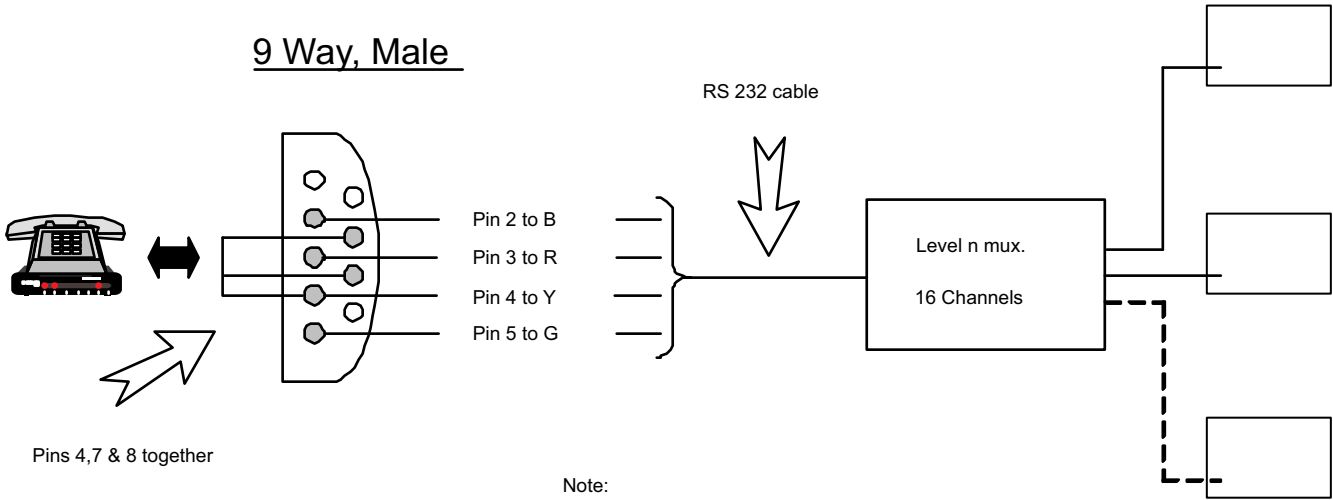 9 Way, Male
RS 232 cable
Pin 2 to B
Pin 3 to R
Pin 4 to Y
Pin 5 to G
Level n mux.
16 Channels
Pins 4,7 & 8 together
Note: